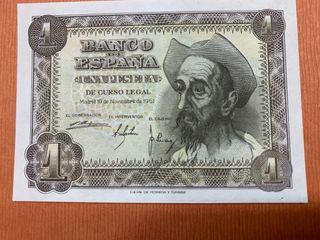 1
BANCO
DE
ESPAÑA
UNA PESETA
DE CURSO LEGAL
Madrid 19 de Noviembre de 1951
EL GOBERNADOR EL INTERVENTOR EL CAJERO
1
1